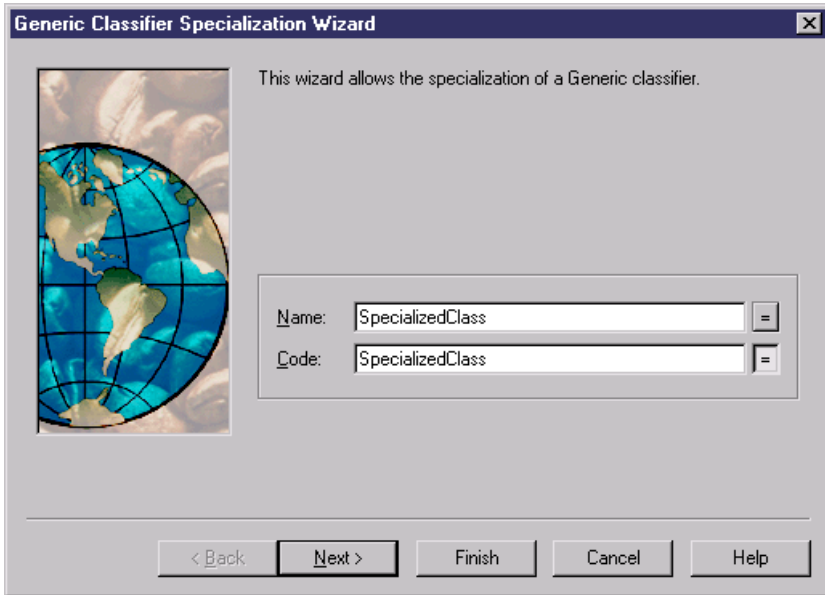 Generic Classifier Specialization Wizard
This wizard allows the specialization of a Generic classifier.
Name: SpecializedClass =
Code: SpecializedClass =
< Back Next > Finish Cancel Help